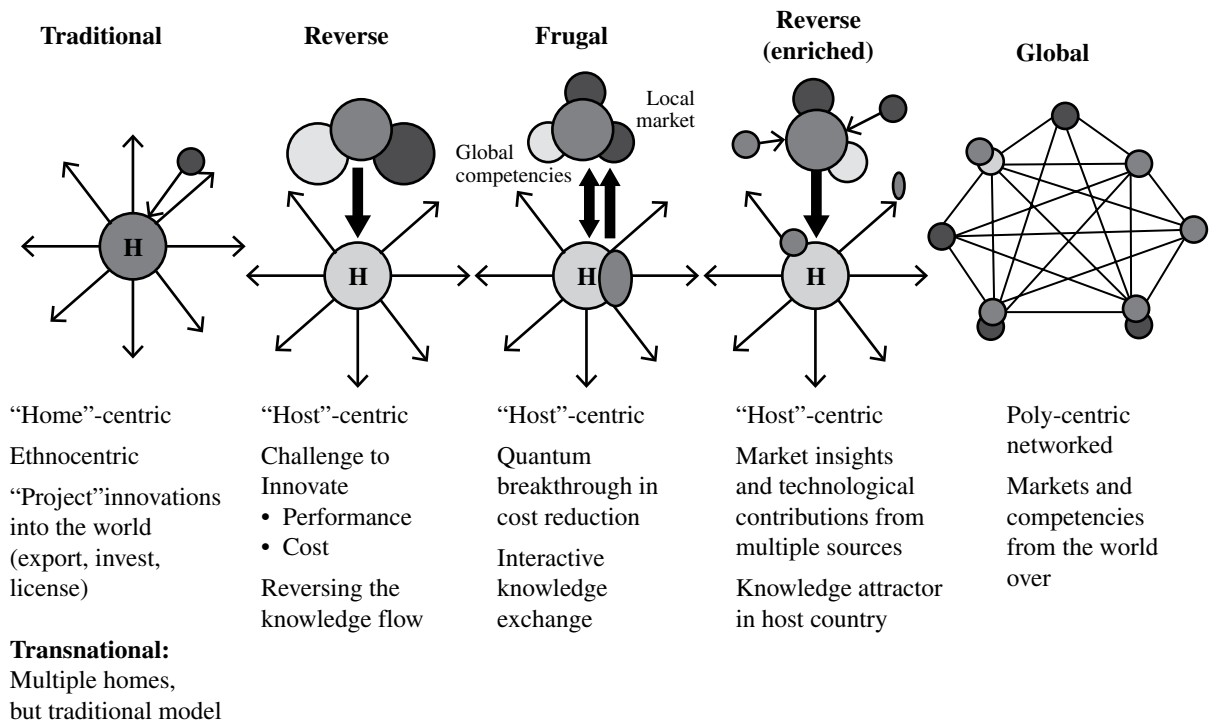 Traditional
Reverse
Frugal
Reverse
(enriched)
Global
Local
market
Global
competencies
H
H
H
H
“Home”-centric
Ethnocentric
“Project”innovations
into the world
(export, invest,
license)
Transnational:
Multiple homes,
but traditional model
“Host”-centric
Challenge to
Innovate
• Performance
• Cost
Reversing the
knowledge flow
“Host”-centric
Quantum
breakthrough in
cost reduction
Interactive
knowledge
exchange
“Host”-centric
Market insights
and technological
contributions from
multiple sources
Knowledge attractor
in host country
Poly-centric
networked
Markets and
competencies
from the world
over